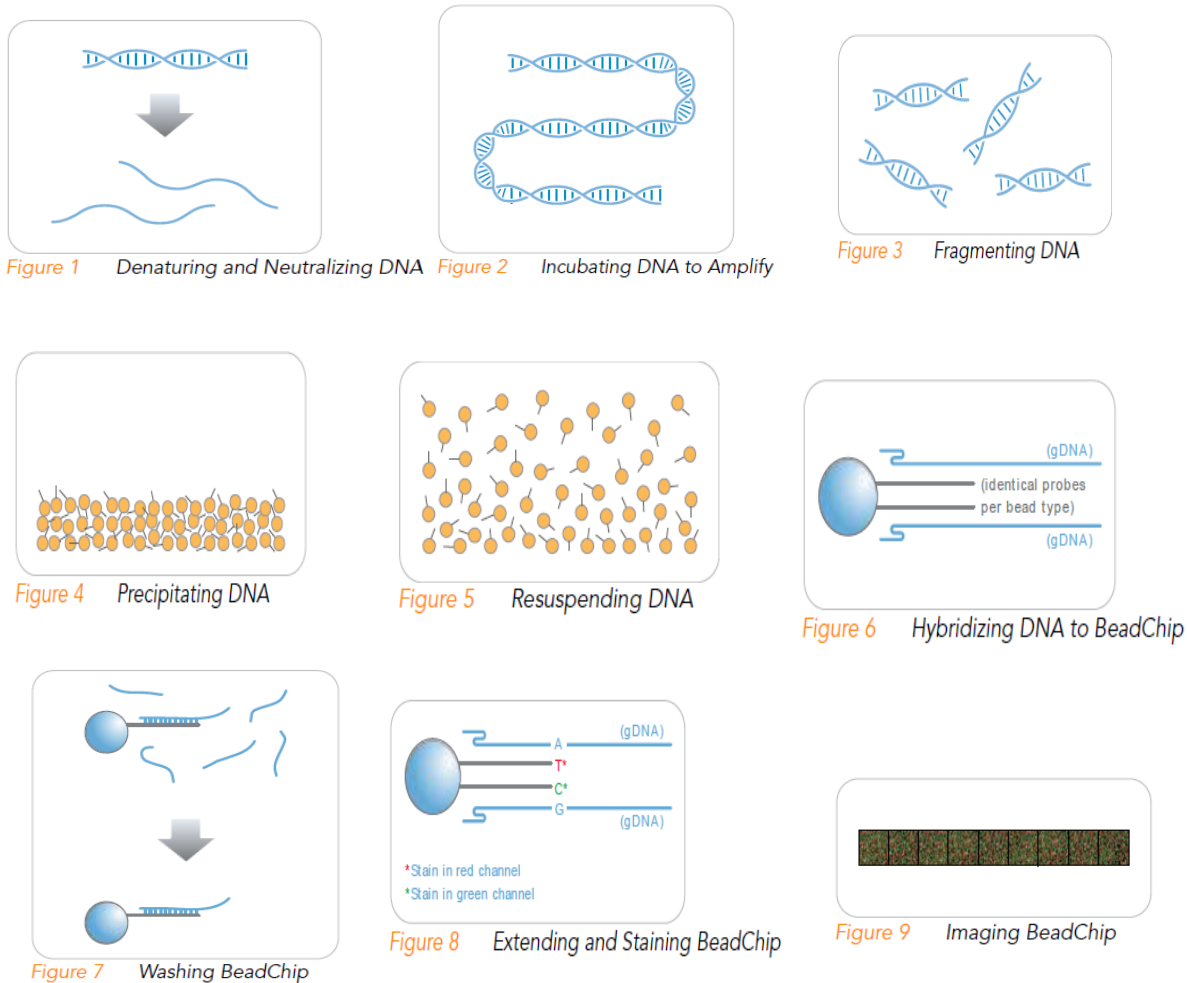 Figure 1 Denaturing and Neutralizing DNA
Figure 2 Incubating DNA to Amplify
Figure 3 Fragmenting DNA
Figure 4 Precipitating DNA
Figure 5 Resuspending DNA
(gDNA)
(identical probes
per bead type)
(gDNA)
Figure 6 Hybridizing DNA to BeadChip
Figure 7 Washing BeadChip
(gDNA)
A
T*
C*
G
(gDNA)
*Stain in red channel
*Stain in green channel
Figure 8 Extending and Staining BeadChip
Figure 9 Imaging BeadChip